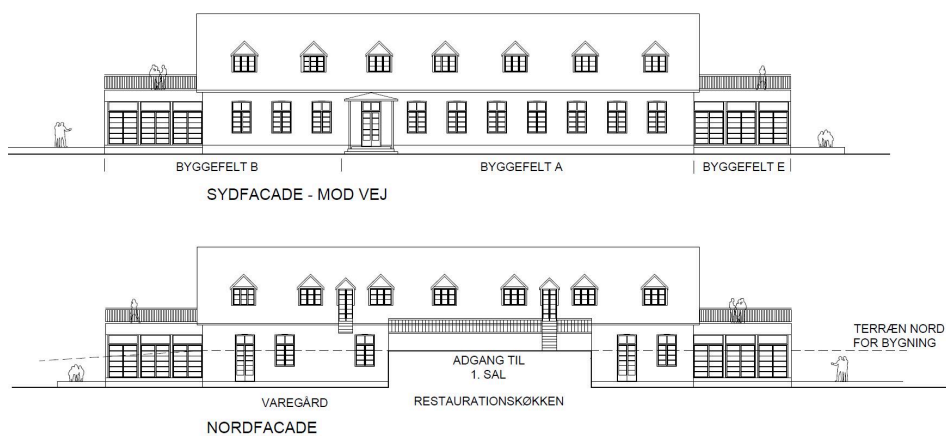 BYGGEFELT B
BYGGEFELT A
BYGGEFELT E
SYDFACADE - MOD VEJ
TERRÆN NORD
FOR BYGNING
ADGANG TIL
1. SAL
VAREGÅRD
RESTAURATIONSKØKKEN
NORDFACADE